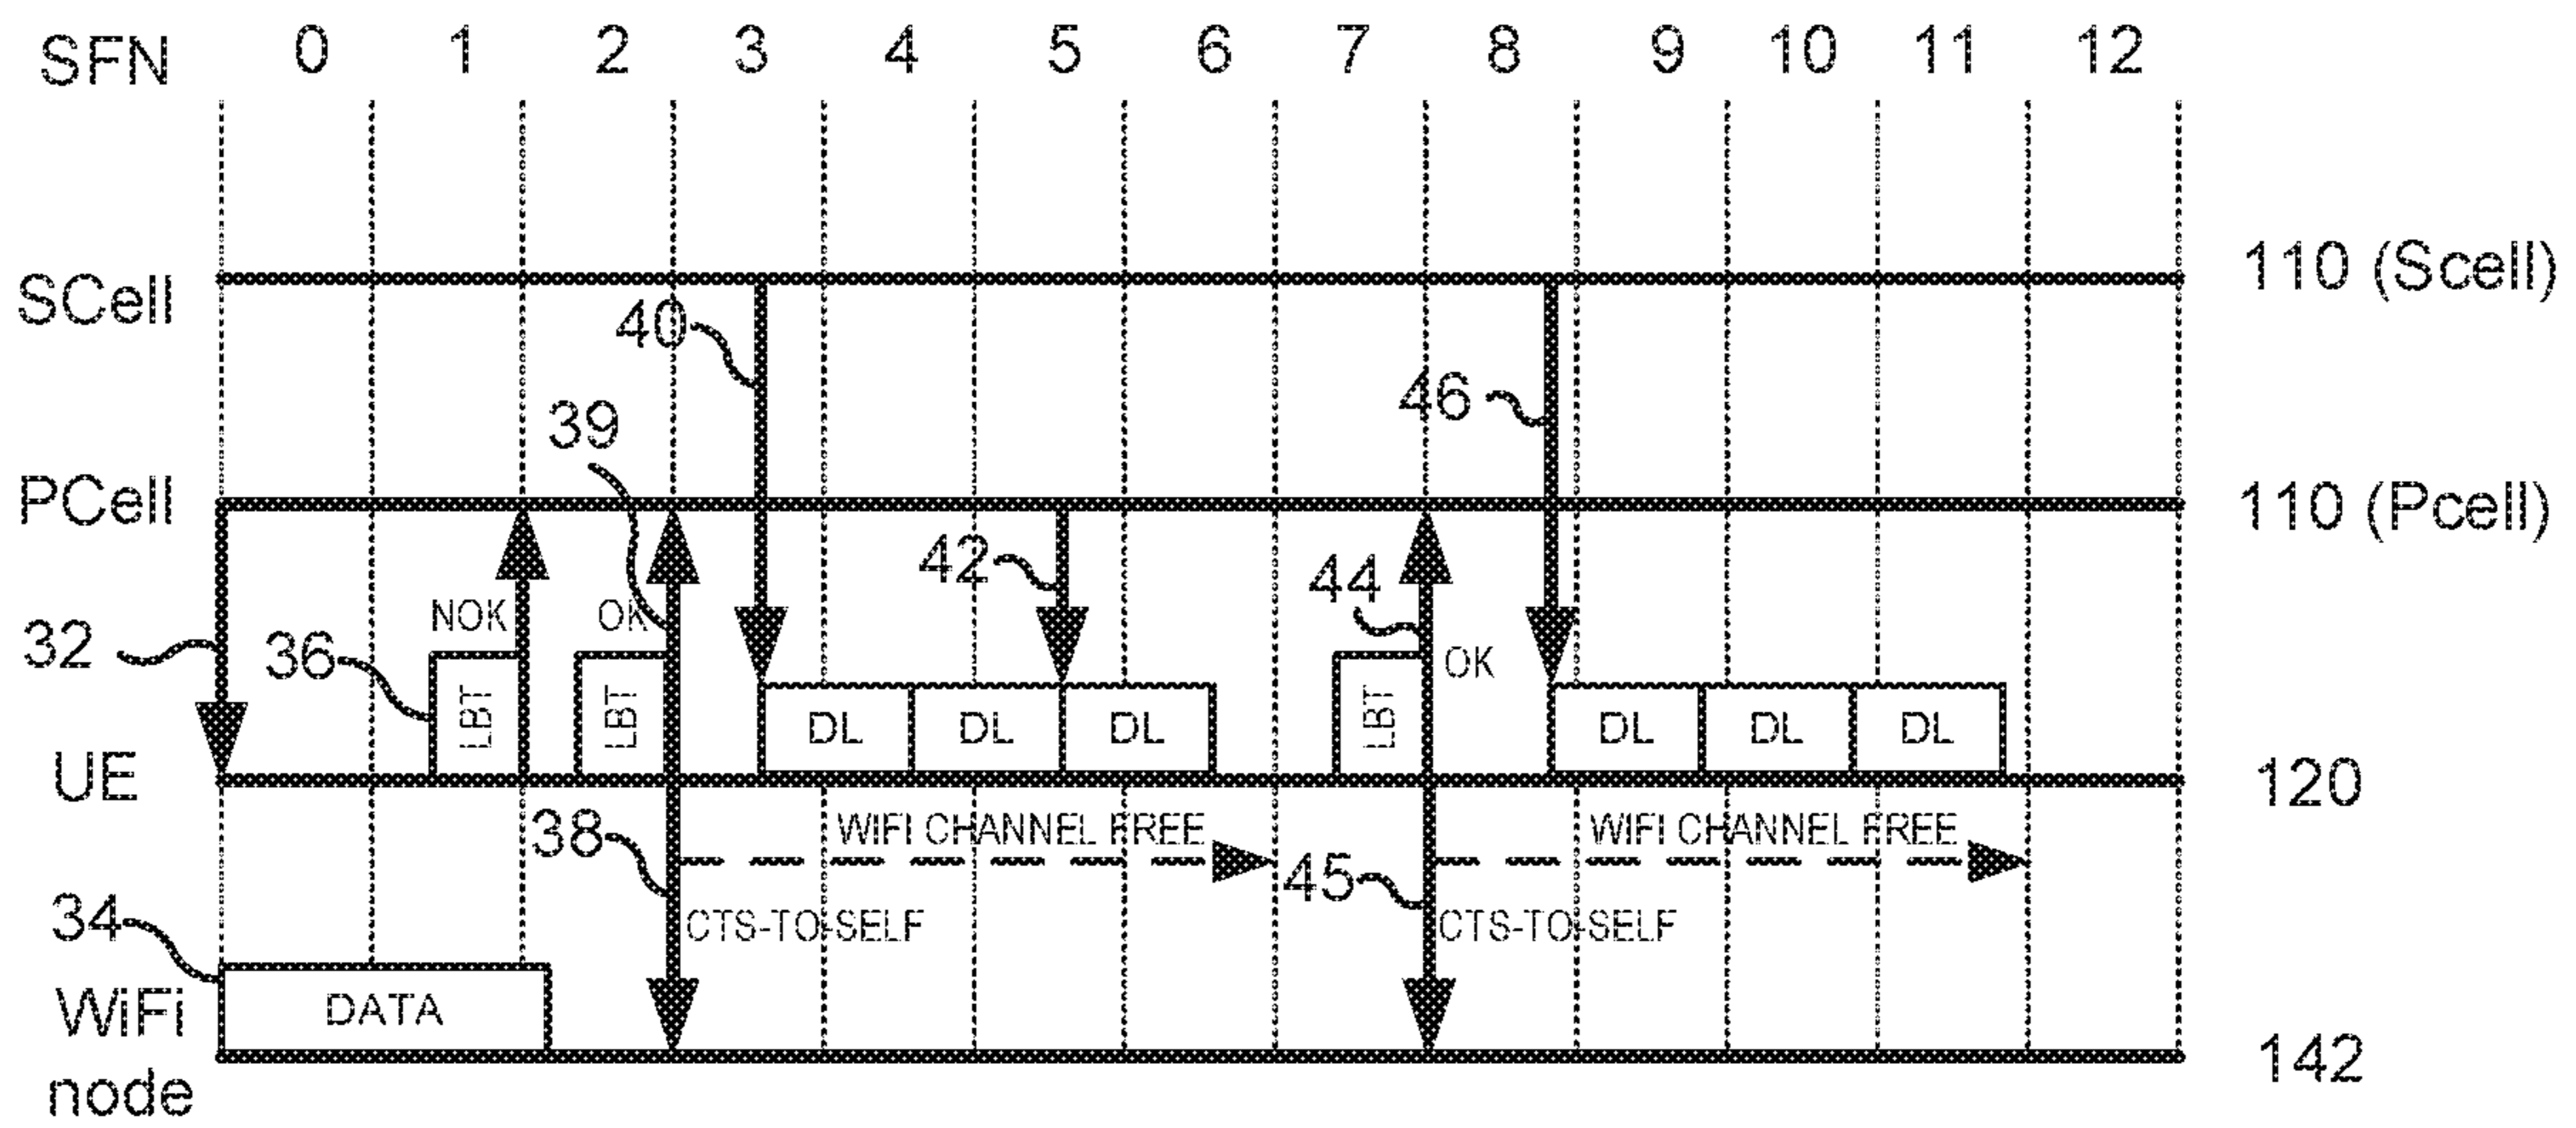 SFN 0 1 2 3 4 5 6 7 8 9 10 11 12
SCell 110 (Scell)
40
46
39
PCell 110 (Pcell)
42
44
NOK OK
32
36
OK
LBT LBT LBT
DL DL DL DL DL DL
UE 120
38 WIFI CHANNEL FREE WIFI CHANNEL FREE
45
34 CTS-TO-SELF CTS-TO-SELF
DATA
WiFi
node 142